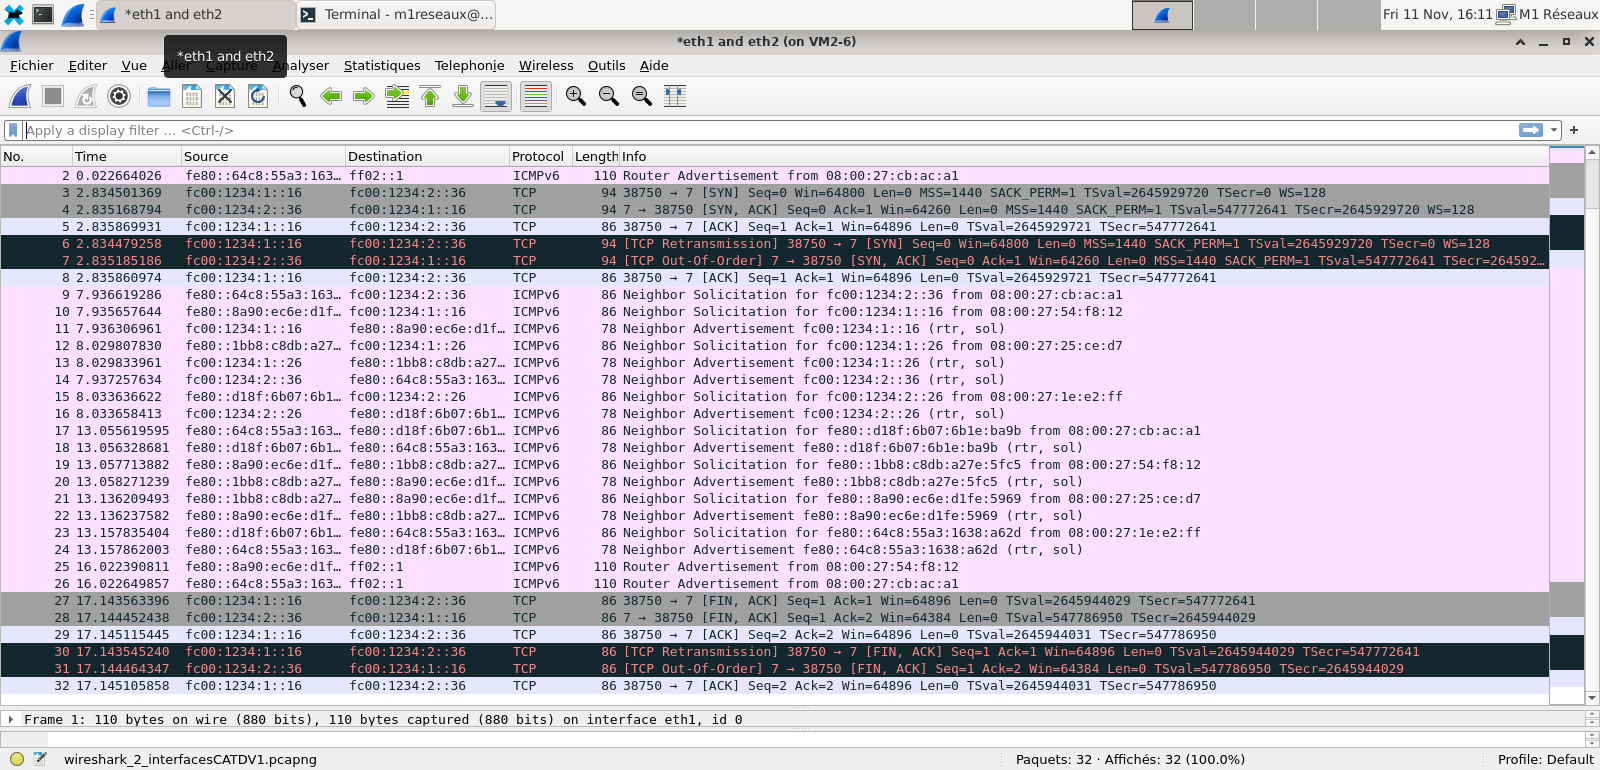 *eth1 and eth2
Terminal - m1reseaux@...
Fri 11 Nov, 16:11
M1 Réseaux
*eth1 and eth2 (on VM2-6)
*eth1 and eth2
Fichier Editer Vue Aller Capture Analyser Statistiques Telephonie Wireless Outils Aide
Apply a display filter … <Ctrl-/>
No. Time Source Destination Protocol Length Info
2 0.022664026 fe80::64c8:55a3:163… ff02::1 ICMPv6 110 Router Advertisement from 08:00:27:cb:ac:a1
3 2.834501369 fc00:1234:1::16 fc00:1234:2::36 TCP 94 38750 → 7 [SYN] Seq=0 Win=64800 Len=0 MSS=1440 SACK_PERM=1 TSval=2645929720 TSecr=0 WS=128
4 2.835168794 fc00:1234:2::36 fc00:1234:1::16 TCP 94 7 → 38750 [SYN, ACK] Seq=0 Ack=1 Win=64260 Len=0 MSS=1440 SACK_PERM=1 TSval=547772641 TSecr=2645929720 WS=128
5 2.835869931 fc00:1234:1::16 fc00:1234:2::36 TCP 86 38750 → 7 [ACK] Seq=1 Ack=1 Win=64896 Len=0 TSval=2645929721 TSecr=547772641
6 2.834479258 fc00:1234:1::16 fc00:1234:2::36 TCP 94 [TCP Retransmission] 38750 → 7 [SYN] Seq=0 Win=64800 Len=0 MSS=1440 SACK_PERM=1 TSval=2645929720 TSecr=0 WS=128
7 2.835185186 fc00:1234:2::36 fc00:1234:1::16 TCP 94 [TCP Out-Of-Order] 7 → 38750 [SYN, ACK] Seq=0 Ack=1 Win=64260 Len=0 MSS=1440 SACK_PERM=1 TSval=547772641 TSecr=264592…
8 2.835860974 fc00:1234:1::16 fc00:1234:2::36 TCP 86 38750 → 7 [ACK] Seq=1 Ack=1 Win=64896 Len=0 TSval=2645929721 TSecr=547772641
9 7.936619286 fe80::64c8:55a3:163… fc00:1234:2::36 ICMPv6 86 Neighbor Solicitation for fc00:1234:2::36 from 08:00:27:cb:ac:a1
10 7.935657644 fe80::8a90:ec6e:d1f… fc00:1234:1::16 ICMPv6 86 Neighbor Solicitation for fc00:1234:1::16 from 08:00:27:54:f8:12
11 7.936306961 fc00:1234:1::16 fe80::8a90:ec6e:d1f… ICMPv6 78 Neighbor Advertisement fc00:1234:1::16 (rtr, sol)
12 8.029807830 fe80::1bb8:c8db:a27… fc00:1234:1::26 ICMPv6 86 Neighbor Solicitation for fc00:1234:1::26 from 08:00:27:25:ce:d7
13 8.029833961 fc00:1234:1::26 fe80::1bb8:c8db:a27… ICMPv6 78 Neighbor Advertisement fc00:1234:1::26 (rtr, sol)
14 7.937257634 fc00:1234:2::36 fe80::64c8:55a3:163… ICMPv6 78 Neighbor Advertisement fc00:1234:2::36 (rtr, sol)
15 8.033636622 fe80::d18f:6b07:6b1… fc00:1234:2::26 ICMPv6 86 Neighbor Solicitation for fc00:1234:2::26 from 08:00:27:1e:e2:ff
16 8.033658413 fc00:1234:2::26 fe80::d18f:6b07:6b1… ICMPv6 78 Neighbor Advertisement fc00:1234:2::26 (rtr, sol)
17 13.055619595 fe80::64c8:55a3:163… fe80::d18f:6b07:6b1… ICMPv6 86 Neighbor Solicitation for fe80::d18f:6b07:6b1e:ba9b from 08:00:27:cb:ac:a1
18 13.056328681 fe80::d18f:6b07:6b1… fe80::64c8:55a3:163… ICMPv6 78 Neighbor Advertisement fe80::d18f:6b07:6b1e:ba9b (rtr, sol)
19 13.057713882 fe80::8a90:ec6e:d1f… fe80::1bb8:c8db:a27… ICMPv6 86 Neighbor Solicitation for fe80::1bb8:c8db:a27e:5fc5 from 08:00:27:54:f8:12
20 13.058271239 fe80::1bb8:c8db:a27… fe80::8a90:ec6e:d1f… ICMPv6 78 Neighbor Advertisement fe80::1bb8:c8db:a27e:5fc5 (rtr, sol)
21 13.136209493 fe80::1bb8:c8db:a27… fe80::8a90:ec6e:d1f… ICMPv6 86 Neighbor Solicitation for fe80::8a90:ec6e:d1fe:5969 from 08:00:27:25:ce:d7
22 13.136237582 fe80::8a90:ec6e:d1f… fe80::1bb8:c8db:a27… ICMPv6 78 Neighbor Advertisement fe80::8a90:ec6e:d1fe:5969 (rtr, sol)
23 13.157835404 fe80::d18f:6b07:6b1… fe80::64c8:55a3:163… ICMPv6 86 Neighbor Solicitation for fe80::64c8:55a3:1638:a62d from 08:00:27:1e:e2:ff
24 13.157862003 fe80::64c8:55a3:163… fe80::d18f:6b07:6b1… ICMPv6 78 Neighbor Advertisement fe80::64c8:55a3:1638:a62d (rtr, sol)
25 16.022390811 fe80::8a90:ec6e:d1f… ff02::1 ICMPv6 110 Router Advertisement from 08:00:27:54:f8:12
26 16.022649857 fe80::64c8:55a3:163… ff02::1 ICMPv6 110 Router Advertisement from 08:00:27:cb:ac:a1
27 17.143563396 fc00:1234:1::16 fc00:1234:2::36 TCP 86 38750 → 7 [FIN, ACK] Seq=1 Ack=1 Win=64896 Len=0 TSval=2645944029 TSecr=547772641
28 17.144452438 fc00:1234:2::36 fc00:1234:1::16 TCP 86 7 → 38750 [FIN, ACK] Seq=1 Ack=2 Win=64384 Len=0 TSval=547786950 TSecr=2645944029
29 17.145115445 fc00:1234:1::16 fc00:1234:2::36 TCP 86 38750 → 7 [ACK] Seq=2 Ack=2 Win=64896 Len=0 TSval=2645944031 TSecr=547786950
30 17.143545240 fc00:1234:1::16 fc00:1234:2::36 TCP 86 [TCP Retransmission] 38750 → 7 [FIN, ACK] Seq=1 Ack=1 Win=64896 Len=0 TSval=2645944029 TSecr=547772641
31 17.144464347 fc00:1234:2::36 fc00:1234:1::16 TCP 86 [TCP Out-Of-Order] 7 → 38750 [FIN, ACK] Seq=1 Ack=2 Win=64384 Len=0 TSval=547786950 TSecr=2645944029
32 17.145105858 fc00:1234:1::16 fc00:1234:2::36 TCP 86 38750 → 7 [ACK] Seq=2 Ack=2 Win=64896 Len=0 TSval=2645944031 TSecr=547786950
Frame 1: 110 bytes on wire (880 bits), 110 bytes captured (880 bits) on interface eth1, id 0
wireshark_2_interfacesCATDV1.pcapng
Paquets: 32 · Affichés: 32 (100.0%)
Profile: Default